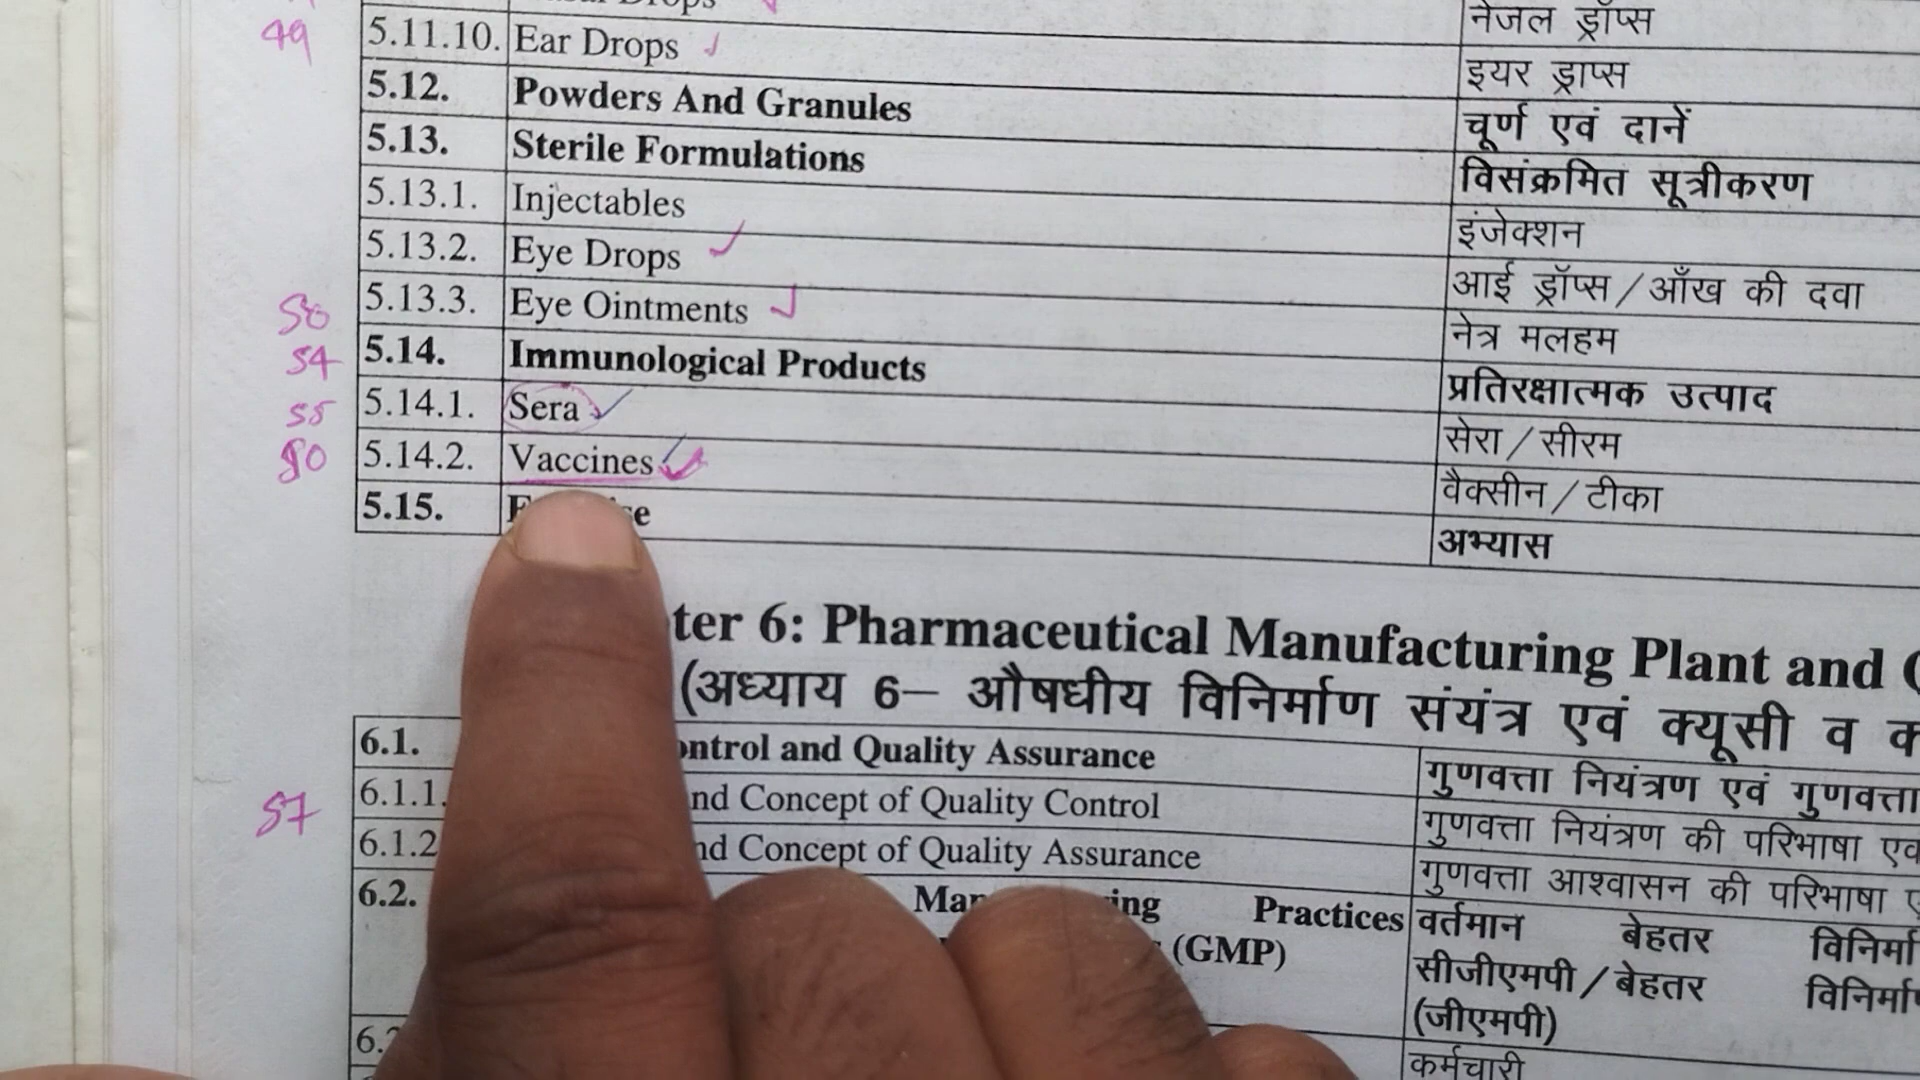 Drops नेजल ड्रॉप्स
49 5.11.10. Ear Drops इयर ड्राप्स
5.12. Powders And Granules चूर्ण एवं दानें
5.13. Sterile Formulations विसंक्रमित सूत्रीकरण
5.13.1. Injectables इंजेक्शन
5.13.2. Eye Drops आई ड्रॉप्स/आँख की दवा
50 5.13.3. Eye Ointments नेत्र मलहम
54 5.14. Immunological Products प्रतिरक्षात्मक उत्पाद
55 5.14.1. Sera सेरा/सीरम
5.14.2. Vaccines वैक्सीन/टीका
5.15. अभ्यास
ter 6: Pharmaceutical Manufacturing Plant and
(अध्याय 6– औषधीय विनिर्माण संयंत्र एवं क्यूसी व
6.1. ontrol and Quality Assurance गुणवत्ता नियंत्रण एवं गुणवत्ता
57 6.1.1. nd Concept of Quality Control गुणवत्ता नियंत्रण की परिभाषा एवं
6.1.2 nd Concept of Quality Assurance गुणवत्ता आश्वासन की परिभाषा
6.2. Practices वर्तमान बेहतर विनिर्मा
(GMP) सीजीएमपी/बेहतर विनिर्मा
(जीएमपी)
6.2 कर्मचारी